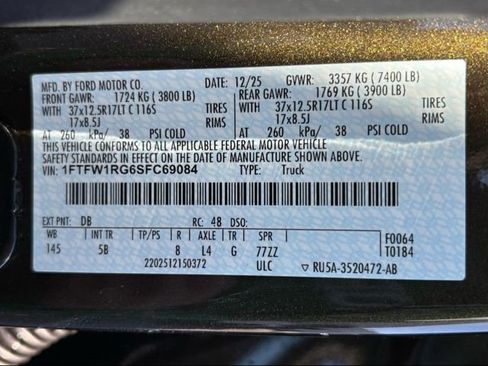 MFD. BY FORD MOTOR CO. 12/25 GVWR: 3357 KG (7400 LB)
FRONT GAWR: 1724 KG (3800 LB) REAR GAWR: 1769 KG (3900 LB)
WITH 37x12.5R17LT C 116S TIRES WITH 37x12.5R17LT C 116S TIRES
17x8.5J RIMS 17x8.5J RIMS
AT 260 kPa/ 38 PSI COLD AT 260 kPa/ 38 PSI COLD
THIS VEHICLE CONFORMS TO ALL APPLICABLE FEDERAL MOTOR VEHICLE
SAFETY AND THEFT PREVENTION STANDARDS IN EFFECT ON THE DATE OF MANUFACTURE SHOWN ABOVE.
VIN: 1FTFW1RG6SFC69084 TYPE: Truck
EXT PNT: DB RC: 48 DSO:
WB INT TR TP/PS R AXLE TR SPR F0064
145 5B 8 L4 G 77ZZ T0184
2202512150372 ULC RU5A-3520472-AB